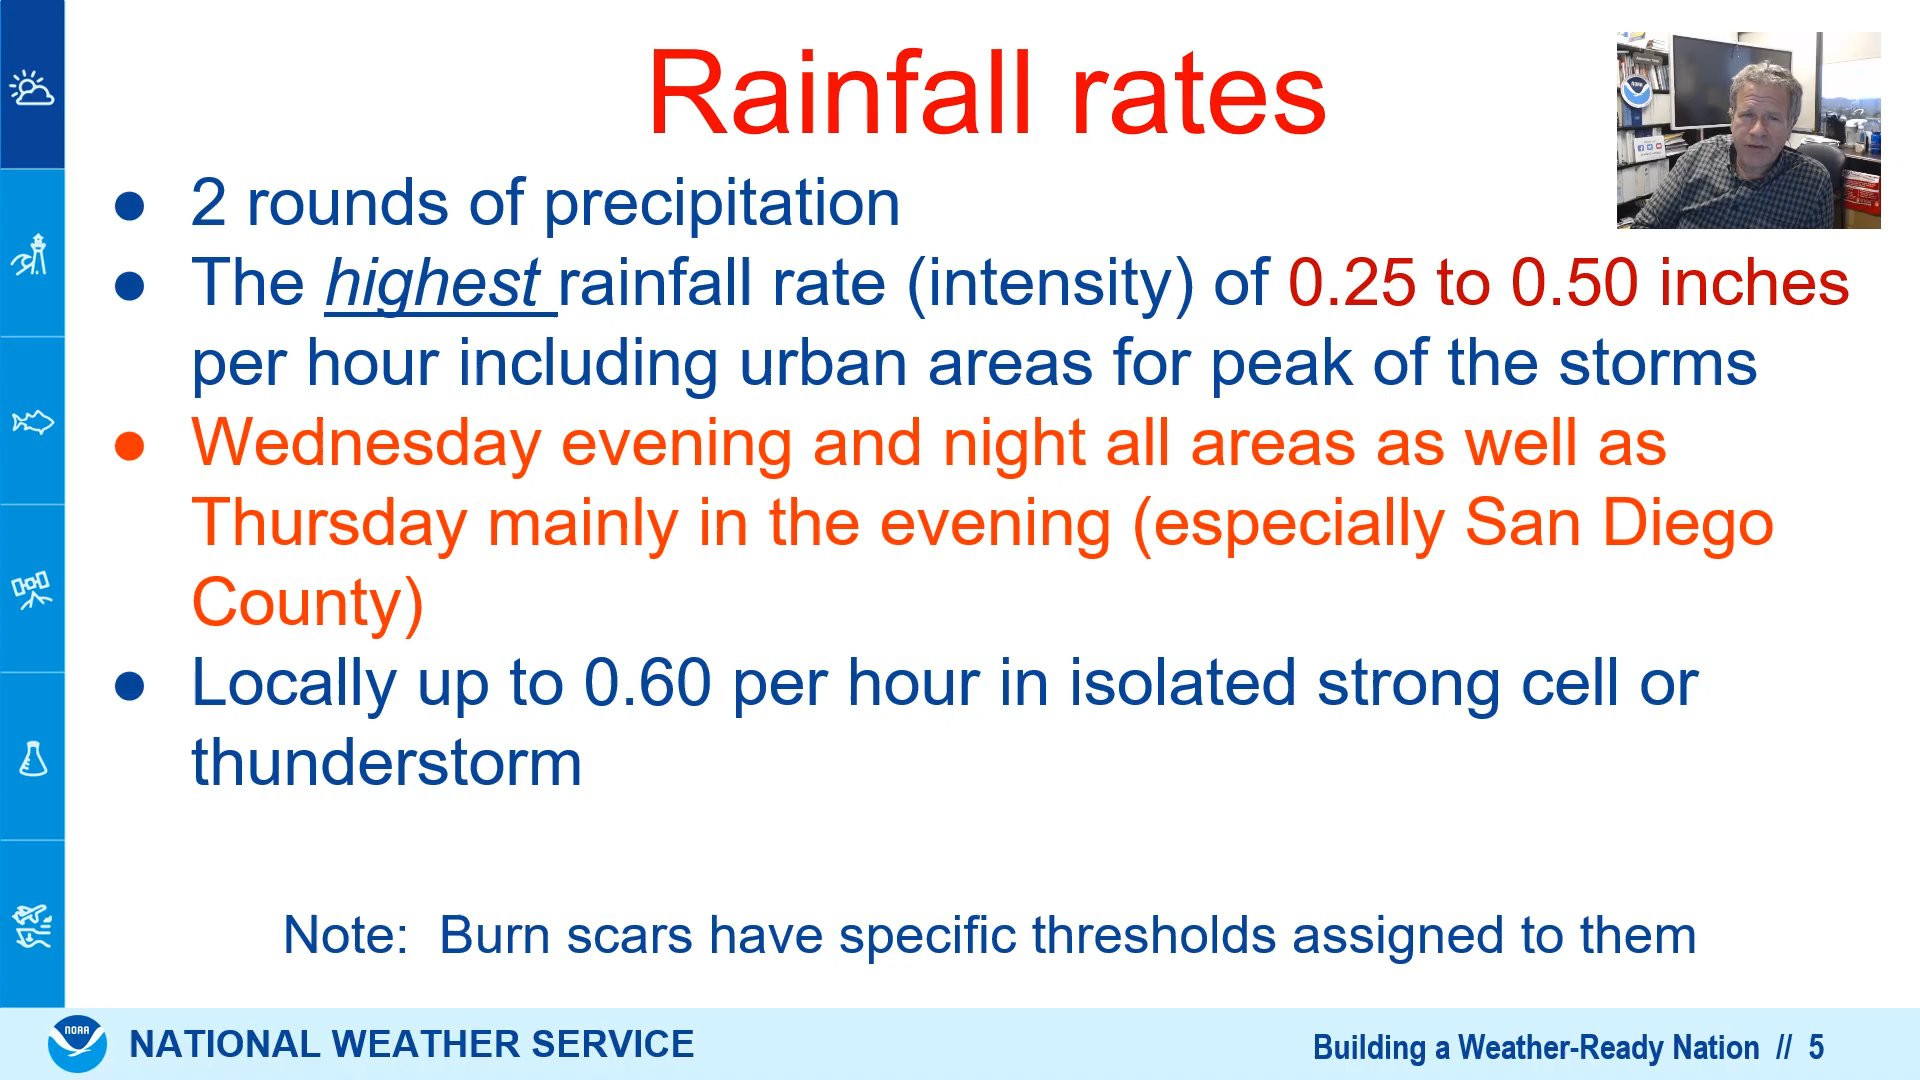 Rainfall rates
● 2 rounds of precipitation
● The highest rainfall rate (intensity) of 0.25 to 0.50 inches
per hour including urban areas for peak of the storms
● Wednesday evening and night all areas as well as
Thursday mainly in the evening (especially San Diego
County)
● Locally up to 0.60 per hour in isolated strong cell or
thunderstorm
Note: Burn scars have specific thresholds assigned to them
NOAA
NATIONAL WEATHER SERVICE
Building a Weather-Ready Nation // 5